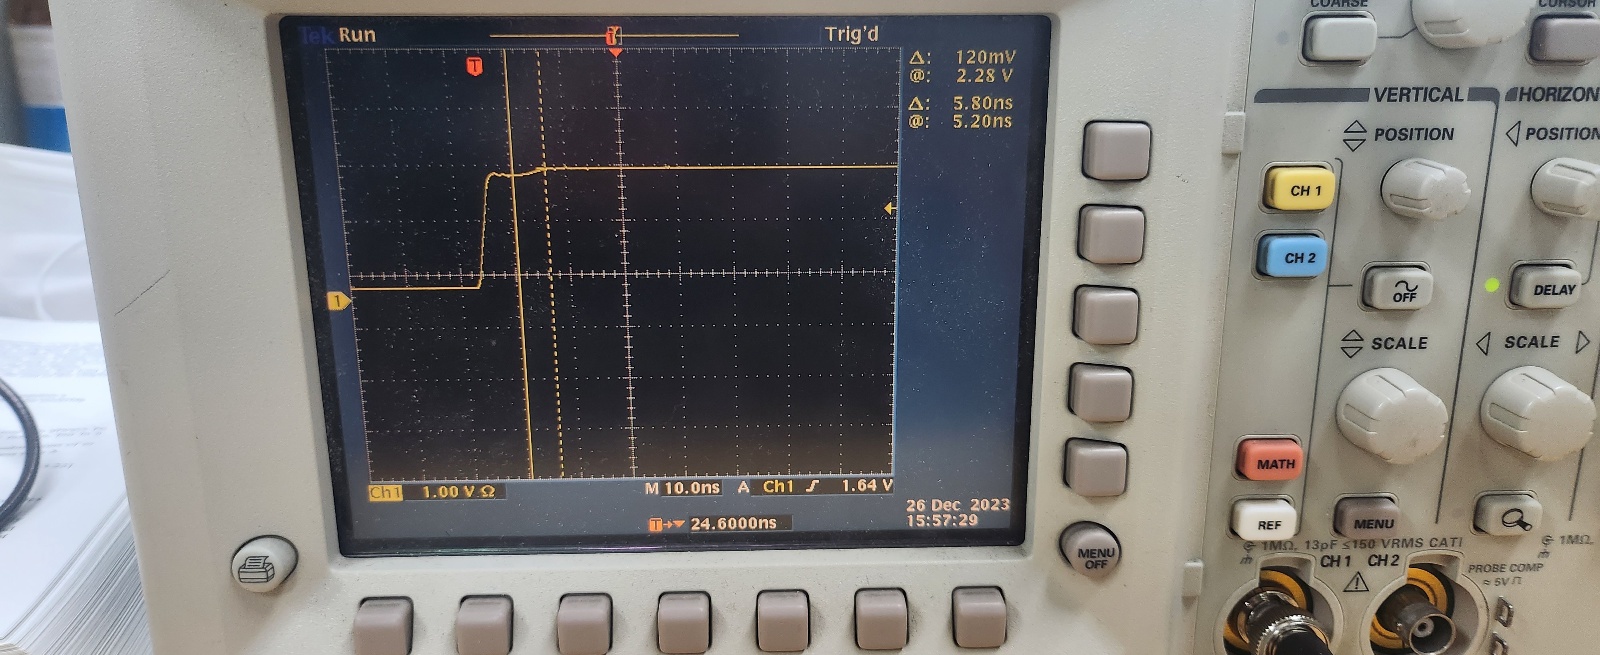 Tek Run
Trig'd
T
Δ: 120mV
@: 2.28 V
Δ: 5.80ns
@: 5.20ns
1
Ch1 1.00 V Ω
M 10.0ns A Ch1 1.64 V
T 24.6000ns
26 Dec 2023
15:57:29
MENU
OFF
COARSE
CURSOR
VERTICAL
HORIZON
POSITION
POSITION
CH 1
CH 2
OFF
DELAY
SCALE
SCALE
MATH
REF
MENU
1MΩ, 13pF ≤150 VRMS CATI
1MΩ,
CH 1 CH 2
PROBE COMP
≈ 5V